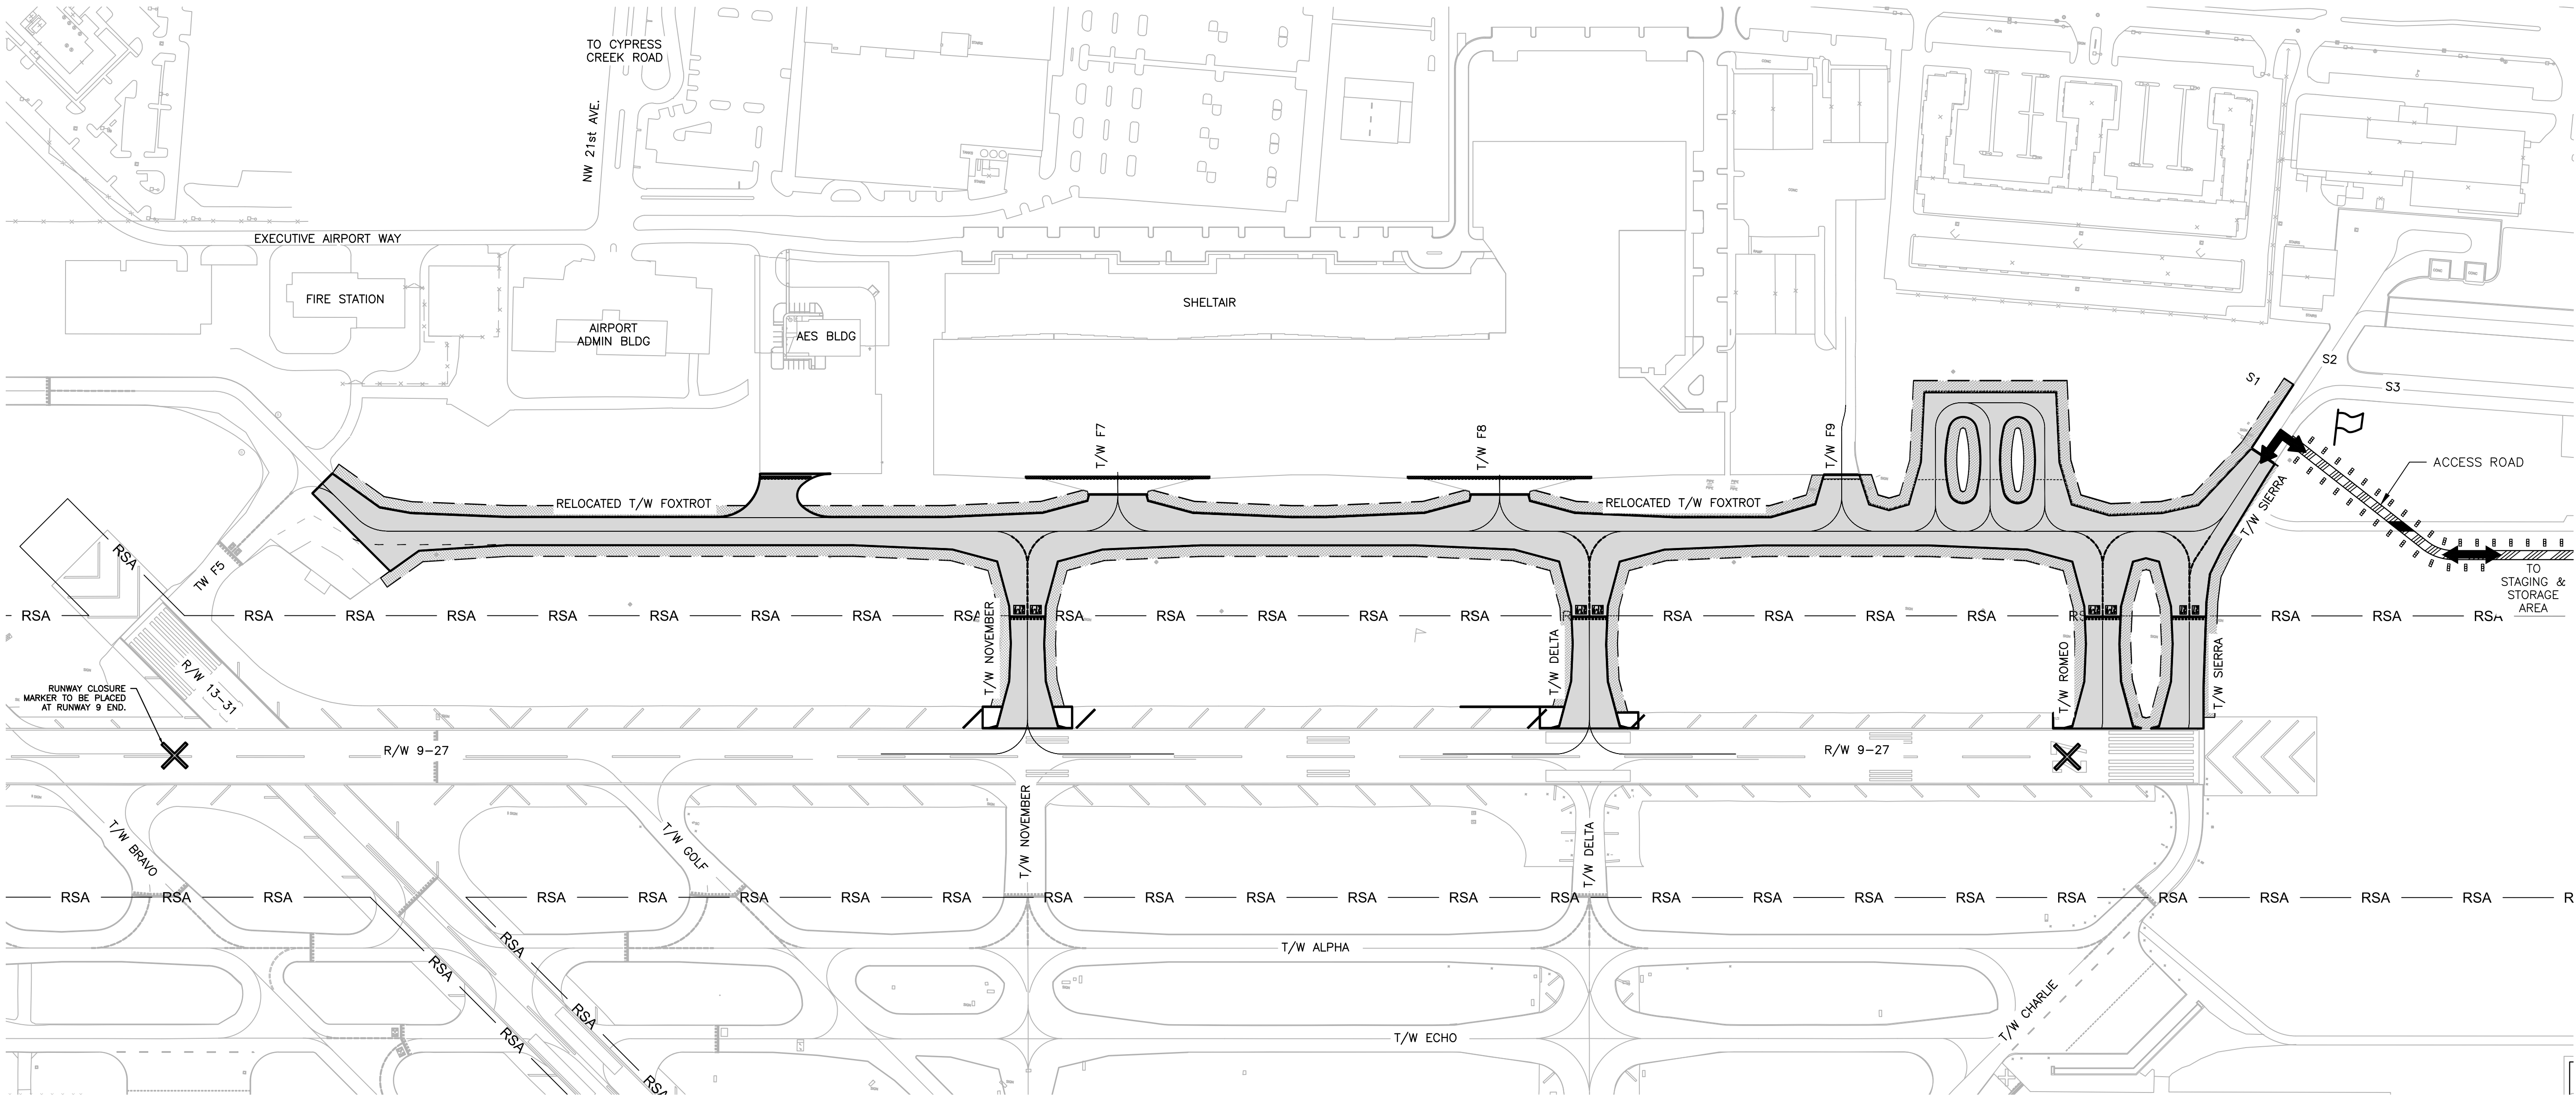 TO CYPRESS
CREEK ROAD
NW 21st AVE.
EXECUTIVE AIRPORT WAY
FIRE STATION
AIRPORT
ADMIN BLDG
AES BLDG
SHELTAIR
S1
S2
S3
T/W F7
T/W F8
T/W F9
ACCESS ROAD
RELOCATED T/W FOXTROT
RELOCATED T/W FOXTROT
T/W SIERRA
TO
STAGING &
STORAGE
AREA
RSA
TW F5
RSA RSA RSA RSA RSA RSA RSA RSA RSA RSA RSA RSA RSA RSA RSA RSA RSA RSA RSA RSA RSA RSA RSA
T/W NOVEMBER
T/W DELTA
T/W ROMEO
T/W SIERRA
R/W 13-31
RUNWAY CLOSURE
MARKER TO BE PLACED
AT RUNWAY 9 END.
R/W 9-27
R/W 9-27
T/W BRAVO
T/W GOLF
T/W NOVEMBER
T/W DELTA
RSA RSA RSA RSA RSA RSA RSA RSA RSA RSA RSA RSA RSA RSA RSA RSA RSA RSA RSA RSA RSA RSA RSA RSA
T/W ALPHA
RSA
RSA
RSA
RSA
RSA
T/W CHARLIE
T/W ECHO